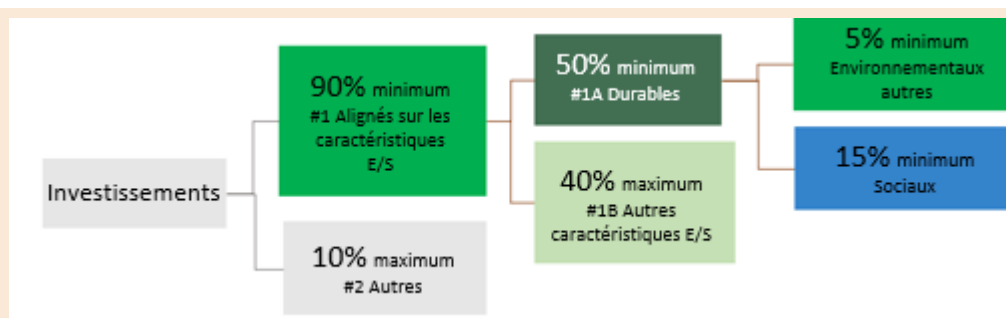 Investissements
90% minimum
#1 Alignés sur les
caractéristiques
E/S
10% maximum
#2 Autres
50% minimum
#1A Durables
40% maximum
#1B Autres
caractéristiques E/S
5% minimum
Environnementaux
autres
15% minimum
Sociaux